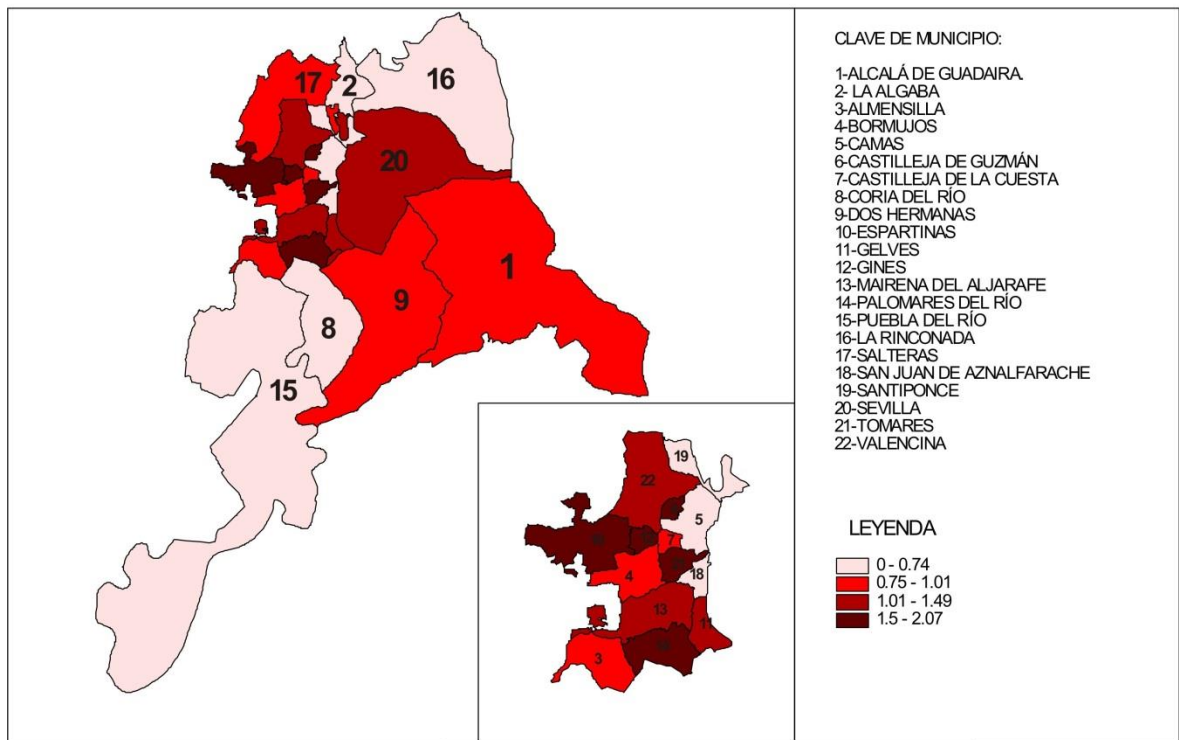 17
2
16
20
1
9
8
15
19
22
5
7
4
18
13
11
3
CLAVE DE MUNICIPIO:
1-ALCALÁ DE GUADAIRA.
2- LA ALGABA
3-ALMENSILLA
4-BORMUJOS
5-CAMAS
6-CASTILLEJA DE GUZMÁN
7-CASTILLEJA DE LA CUESTA
8-CORIA DEL RÍO
9-DOS HERMANAS
10-ESPARTINAS
11-GELVES
12-GINES
13-MAIRENA DEL ALJARAFE
14-PALOMARES DEL RÍO
15-PUEBLA DEL RÍO
16-LA RINCONADA
17-SALTERAS
18-SAN JUAN DE AZNALFARACHE
19-SANTIPONCE
20-SEVILLA
21-TOMARES
22-VALENCINA
LEYENDA
0 - 0.74
0.75 - 1.01
1.01 - 1.49
1.5 - 2.07